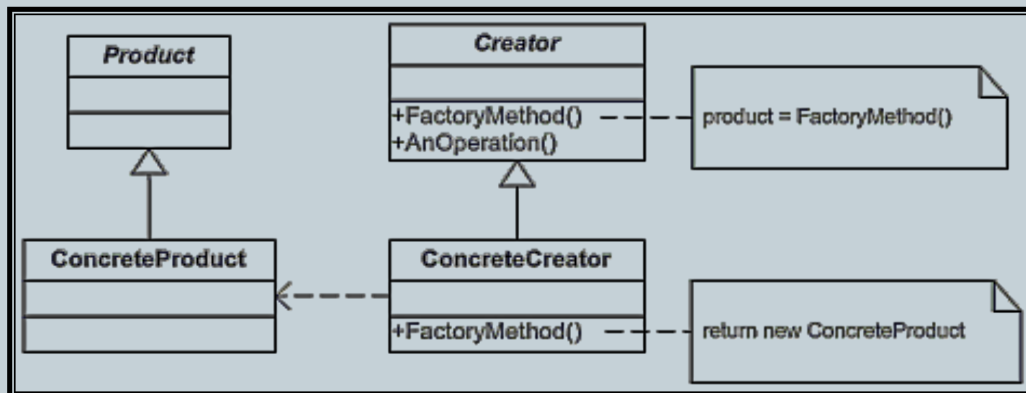 Product
Creator
+FactoryMethod()
+AnOperation()
product = FactoryMethod()
ConcreteProduct
ConcreteCreator
+FactoryMethod()
return new ConcreteProduct